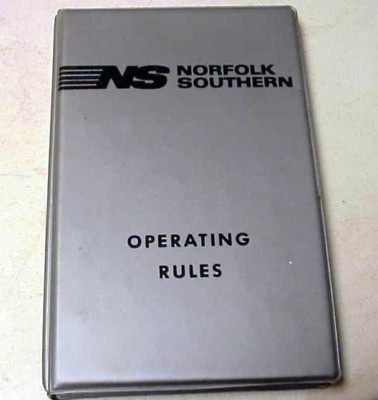 NS NORFOLK
SOUTHERN
OPERATING
RULES